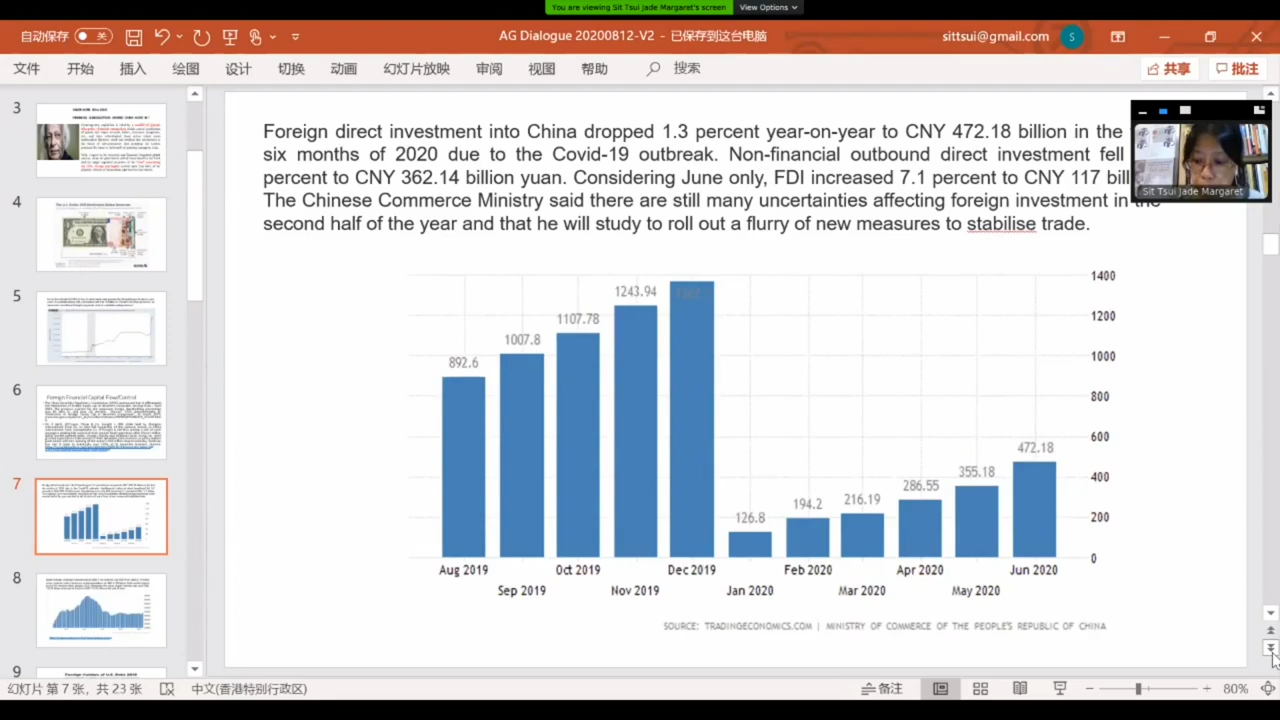 You are viewing Sit Tsui Jade Margaret's screen View Options
自动保存 关 AG Dialogue 20200812-V2 - 已保存到这台电脑 sittsui@gmail.com S
文件 开始 插入 绘图 设计 切换 动画 幻灯片放映 审阅 视图 帮助 搜索 共享 批注
Foreign direct investment into China dropped 1.3 percent year-on-year to CNY 472.18 billion in the
six months of 2020 due to the Covid-19 outbreak. outbound direct investment fell
percent to CNY 362.14 billion yuan. Considering June only, FDI increased 7.1 percent to CNY 117
The Chinese Commerce Ministry said there are still many uncertainties affecting foreign investment in the
second half of the year and that he will study to roll out a flurry of new measures to stabilise trade.
Sit Tsui Jade Margaret
3
4
5
6
Foreign Financial Capital Flow/Control
7
8
9
892.6
1007.8
1107.78
1243.94
126.8
194.2
216.19
286.55
355.18
472.18
1400
1200
1000
800
600
400
200
0
Aug 2019 Oct 2019 Dec 2019 Feb 2020 Apr 2020 Jun 2020
Sep 2019 Nov 2019 Jan 2020 Mar 2020 May 2020
SOURCE: TRADINGECONOMICS.COM | MINISTRY OF COMMERCE OF THE PEOPLE'S REPUBLIC OF CHINA
幻灯片 第 7 张，共 23 张 中文(香港特别行政区) 备注 80%